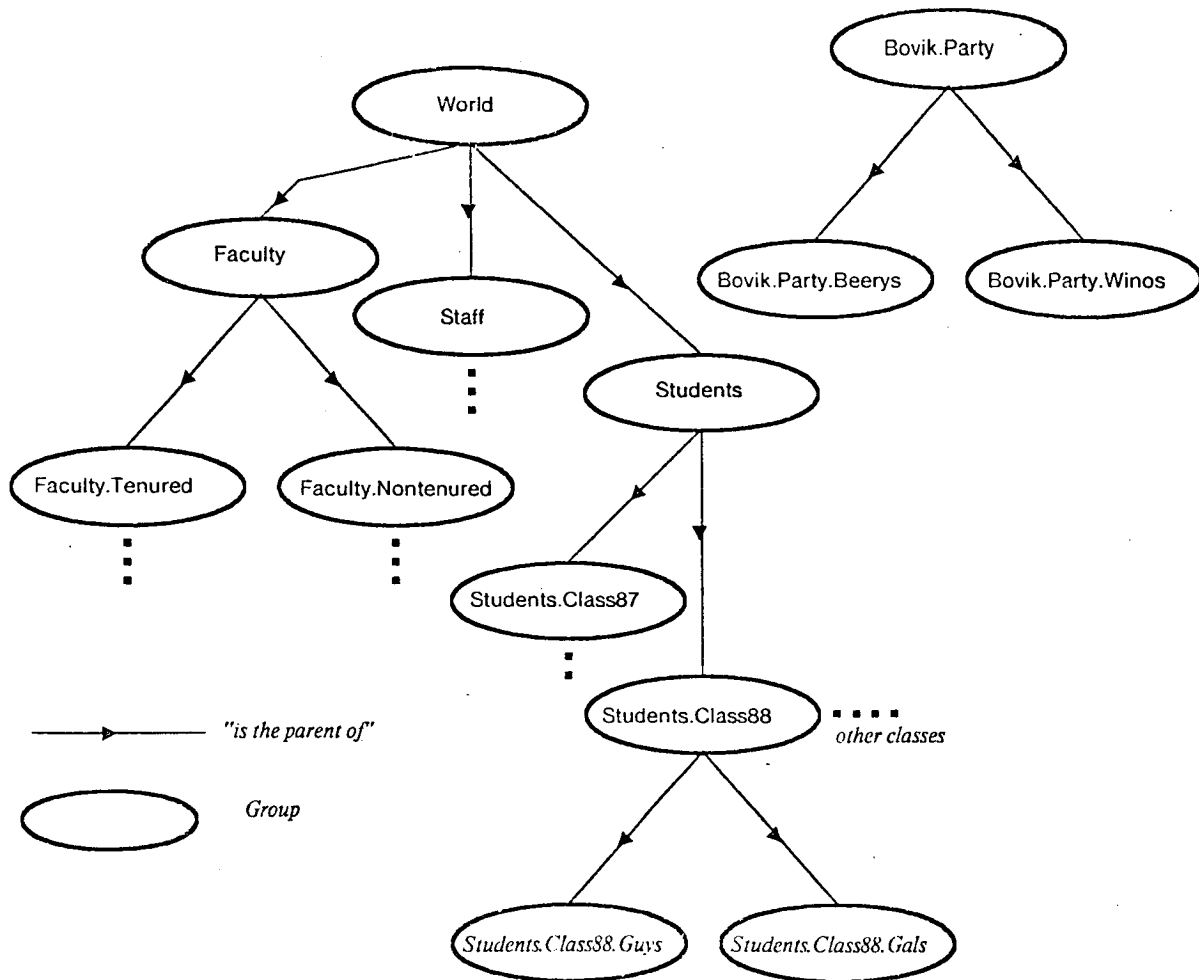 Bovik.Party
World
Faculty
Bovik.Party.Beerys
Bovik.Party.Winos
Staff
Students
Faculty.Tenured
Faculty.Nontenured
Students.Class87
Students.Class88
other classes
"is the parent of"
Group
Students.Class88.Guys
Students.Class88.Gals